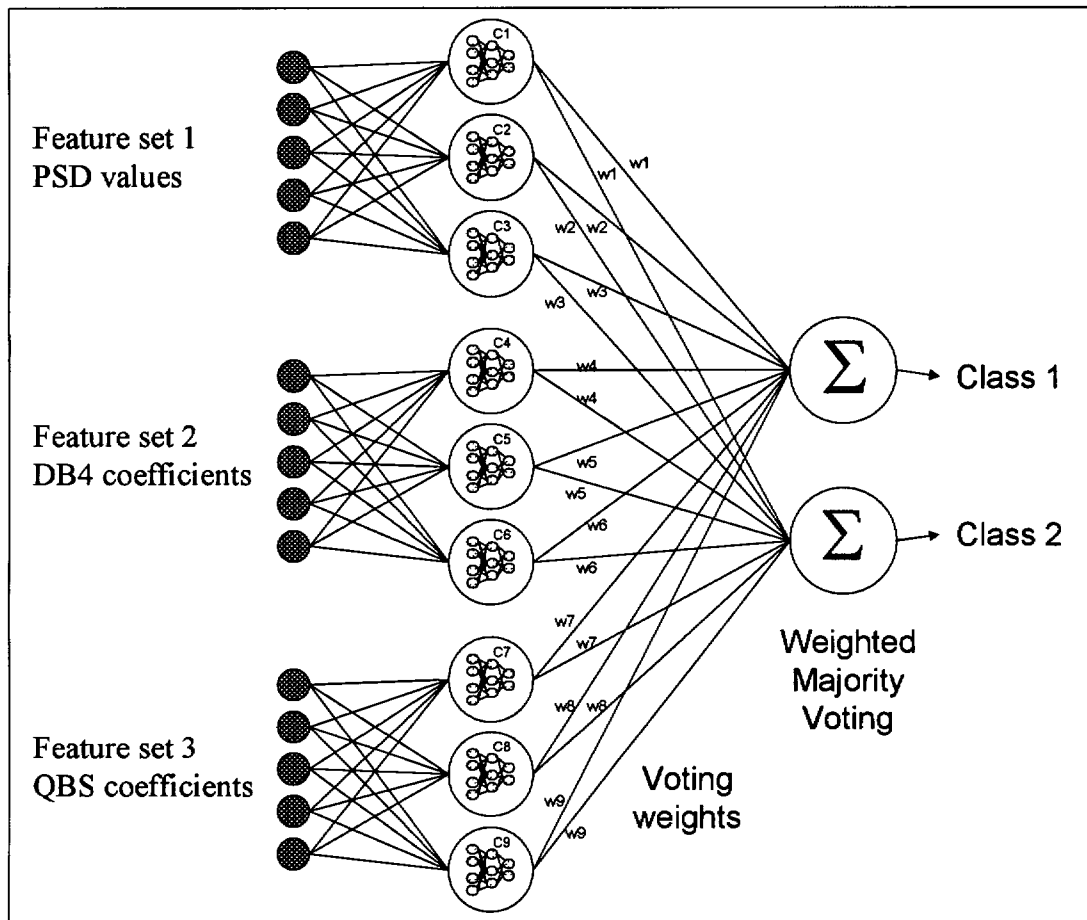 Feature set 1
PSD values
C1
C2
C3
w1
w1
w2 w2
w3
w3
Feature set 2
DB4 coefficients
C4
C5
C6
w4
w4
w5
w5
w6
w6
Feature set 3
QBS coefficients
C7
C8
C9
w7
w7
w8 w8
w9
w9
Voting
weights
Σ
Class 1
Σ
Class 2
Weighted
Majority
Voting